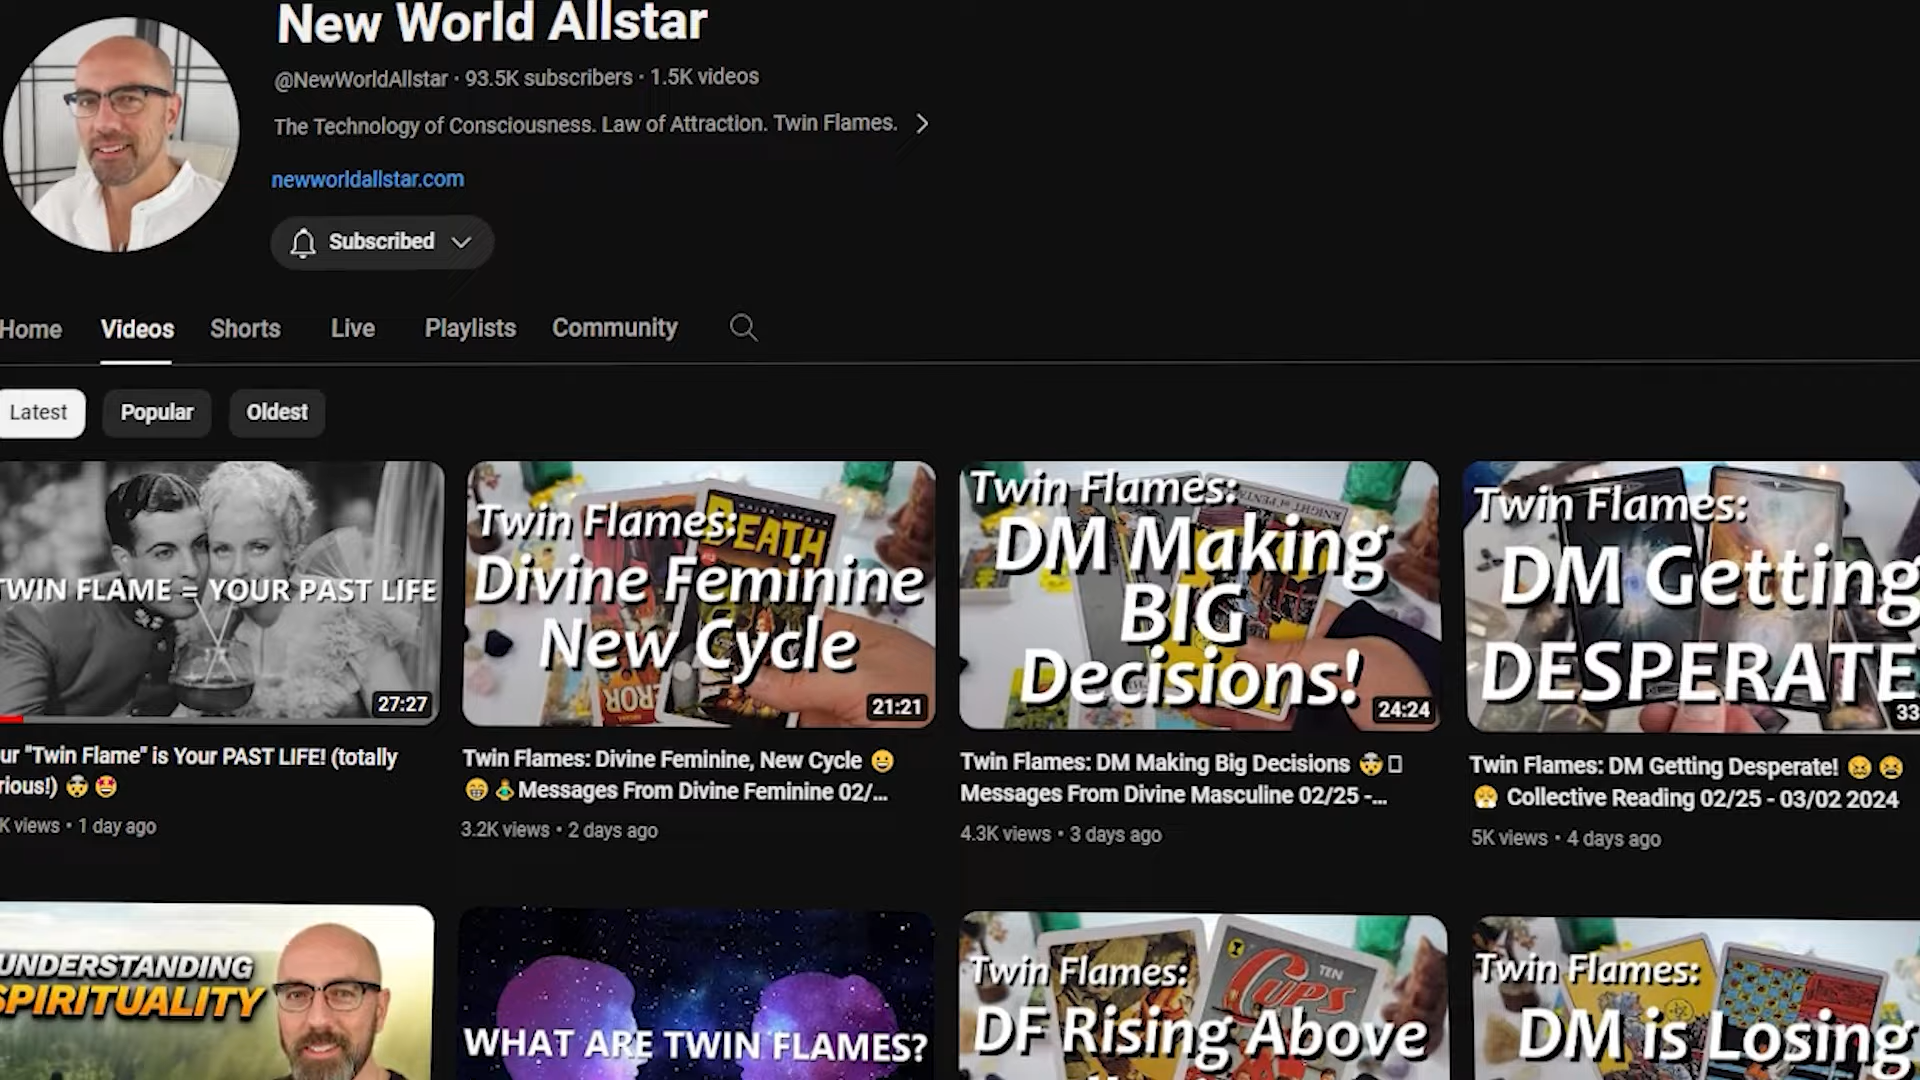 New World Allstar
@NewWorldAllstar · 93.5K subscribers · 1.5K videos
The Technology of Consciousness. Law of Attraction. Twin Flames.
newworldallstar.com
Subscribed
Home Videos Shorts Live Playlists Community
Latest Popular Oldest
TWIN FLAME = YOUR PAST LIFE
27:27
ur "Twin Flame" is Your PAST LIFE! (totally
rious!)
K views · 1 day ago
Twin Flames:
Divine Feminine
New Cycle
DEATH
21:21
Twin Flames: Divine Feminine, New Cycle
Messages From Divine Feminine 02/...
3.2K views · 2 days ago
Twin Flames:
DM Making
BIG
Decisions!
24:24
Twin Flames: DM Making Big Decisions
Messages From Divine Masculine 02/25 -...
4.3K views · 3 days ago
Twin Flames:
DM Getting
DESPERATE
33
Twin Flames: DM Getting Desperate!
Collective Reading 02/25 - 03/02 2024
5K views · 4 days ago
UNDERSTANDING
SPIRITUALITY
WHAT ARE TWIN FLAMES?
Twin Flames:
DF Rising Above
TEN
CUPS
Twin Flames:
DM is Losing